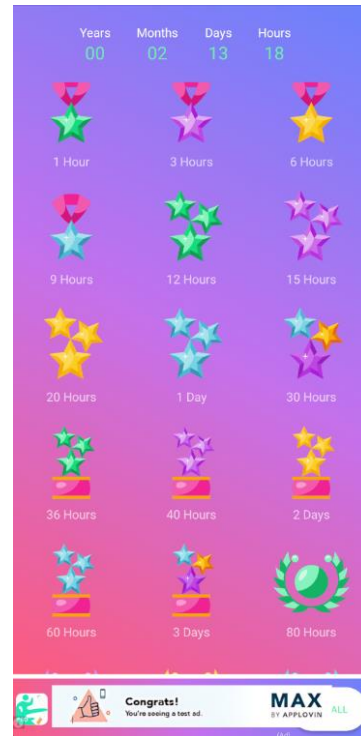 Years Months Days Hours
00 02 13 18
1 Hour 3 Hours 6 Hours
9 Hours 12 Hours 15 Hours
20 Hours 1 Day 30 Hours
36 Hours 40 Hours 2 Days
60 Hours 3 Days 80 Hours
Congrats!
You're seeing a test ad.
MAX
BY APPLOVIN
ALL